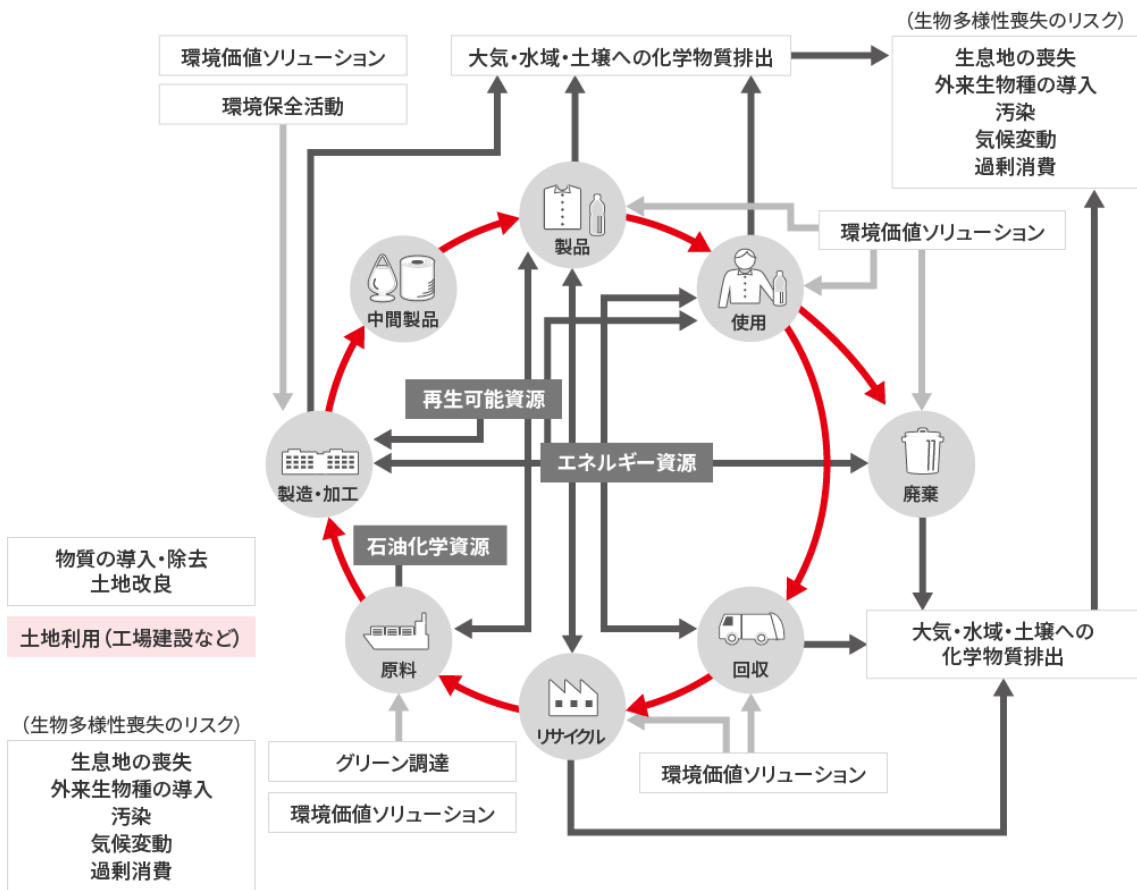 環境価値ソリューション
環境保全活動
大気・水域・土壌への化学物質排出
（生物多様性喪失のリスク）
生息地の喪失
外来生物種の導入
汚染
気候変動
過剰消費
製品
環境価値ソリューション
中間製品
使用
再生可能資源
エネルギー資源
製造・加工
廃棄
石油化学資源
物質の導入・除去
土地改良
土地利用（工場建設など）
原料
回収
大気・水域・土壌への
化学物質排出
リサイクル
（生物多様性喪失のリスク）
生息地の喪失
外来生物種の導入
汚染
気候変動
過剰消費
グリーン調達
環境価値ソリューション
環境価値ソリューション